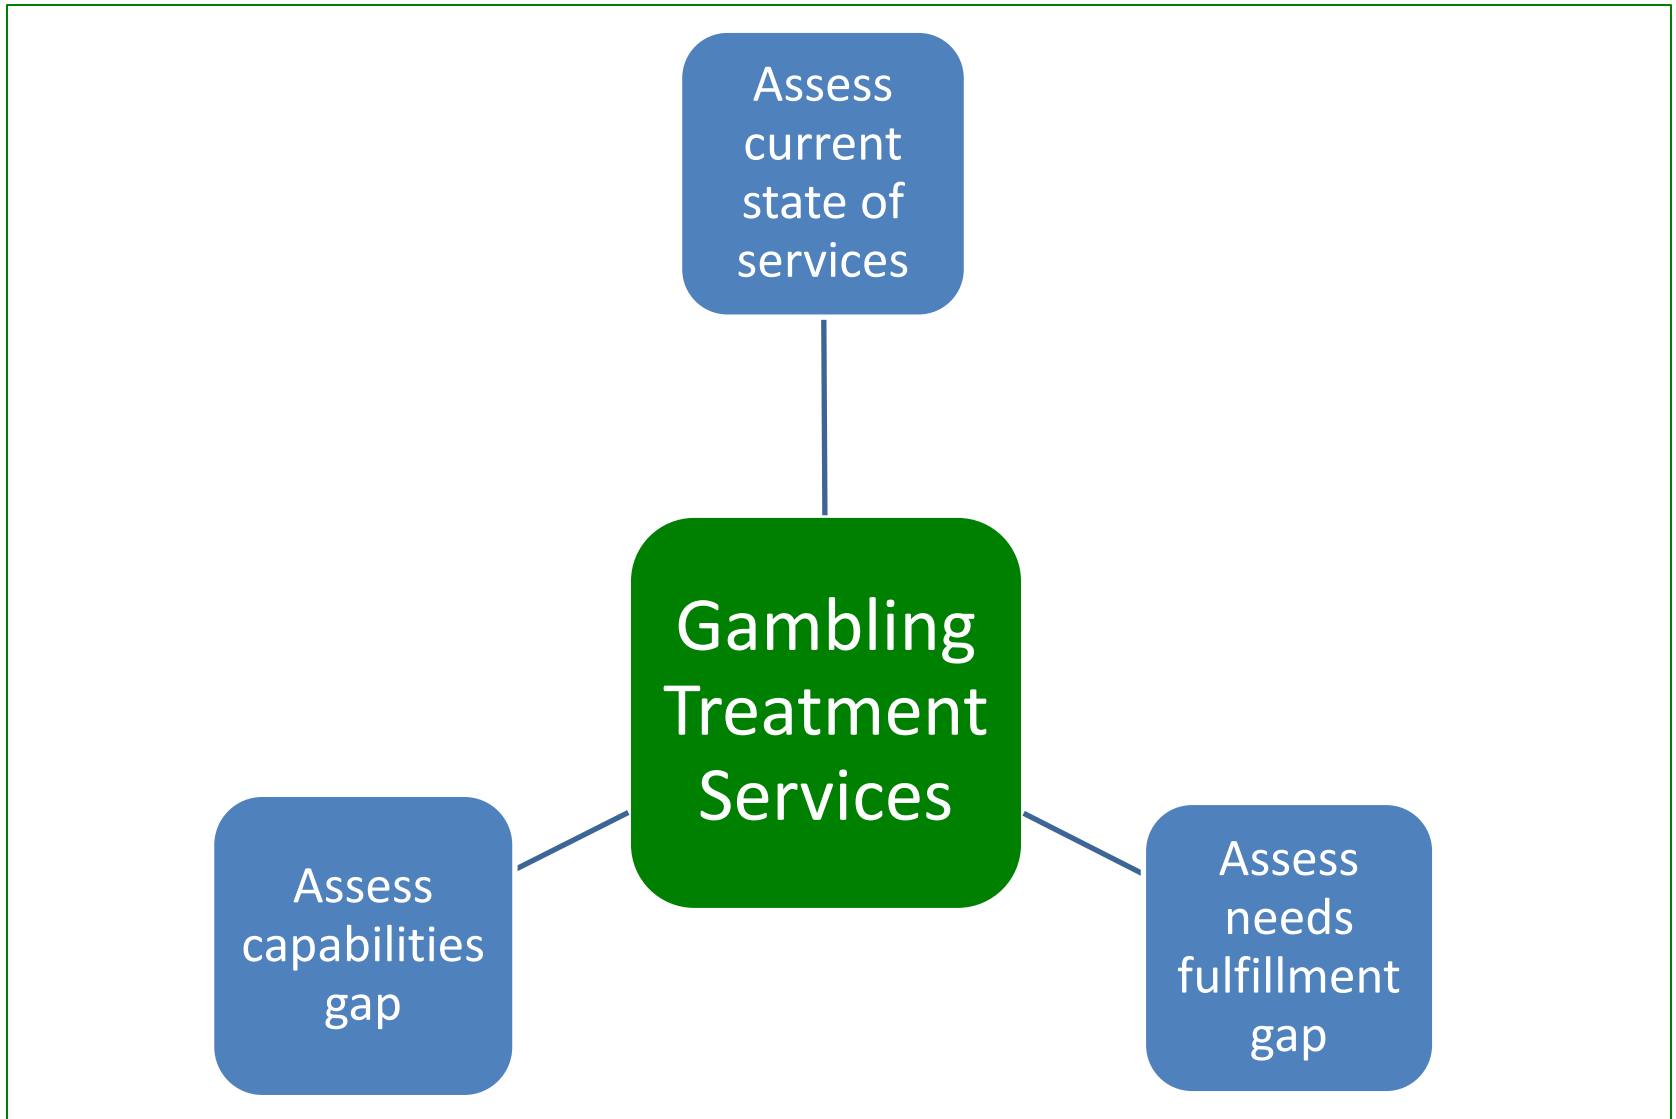 Assess
current
state of
services
Gambling
Treatment
Services
Assess
capabilities
gap
Assess
needs
fulfillment
gap